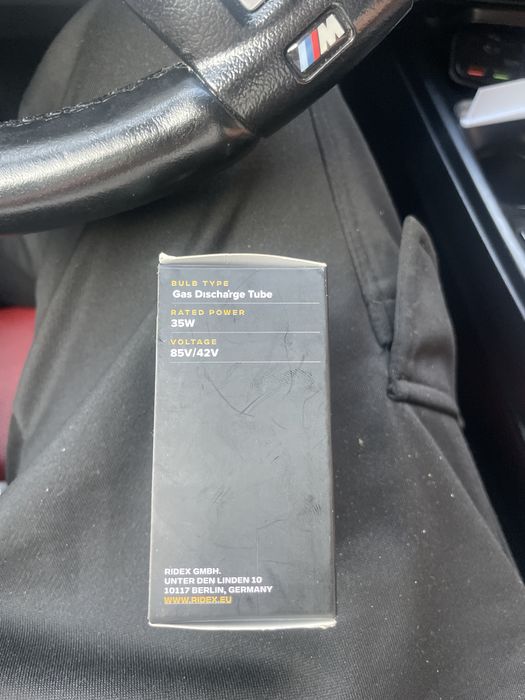 M
BULB TYPE
Gas Discharge Tube
RATED POWER
35W
VOLTAGE
85V/42V
RIDEX GMBH.
UNTER DEN LINDEN 10
10117 BERLIN, GERMANY
WWW.RIDEX.EU